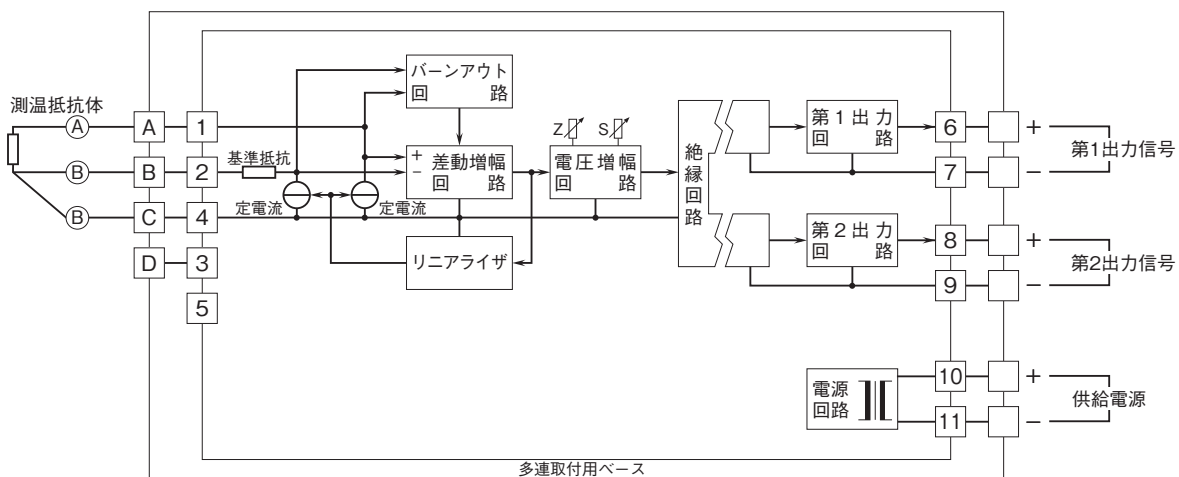 測温抵抗体
A
B
B
A
B
C
D
1
2
4
3
5
基準抵抗
定電流
定電流
バーンアウト
回路
+
−
差動増幅
回路
リニアライザ
Z
S
電圧増幅
回路
絶縁回路
第1出力
回路
第2出力
回路
電源
回路
6
7
8
9
10
11
+
第1出力信号
−
+
第2出力信号
−
+
供給電源
−
多連取付用ベース